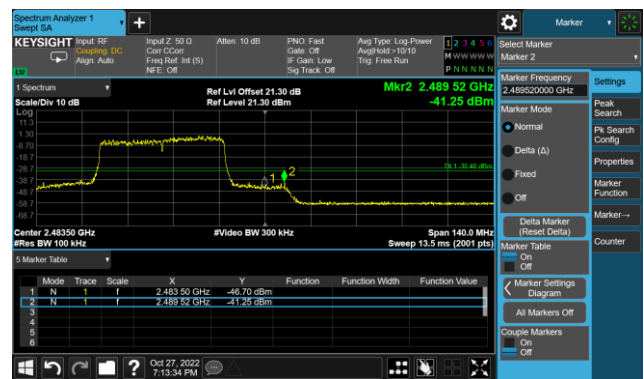 Spectrum Analyzer 1
Swept SA
Marker
KEYSIGHT
Input: RF
Coupling: DC
Align: Auto
Input Z: 50 Ω
Corr CCorr
Freq Ref: Int (S)
NFE: Off
Atten: 10 dB
PNO: Fast
Gate: Off
IF Gain: Low
Sig Track: Off
Avg Type: Log-Power
Avg|Hold:>10/10
Trig: Free Run
1 2 3 4 5 6
M W W W W W
P N N N N N
Select Marker
Marker 2
1 Spectrum
Scale/Div 10 dB
Ref Lvl Offset 21.30 dB
Ref Level 21.30 dBm
Mkr2 2.489 52 GHz
-41.25 dBm
Log
11.3
1.30
-8.70
-18.7
-28.7
-38.7
-48.7
-58.7
-68.7
1
2
Center 2.48350 GHz
#Res BW 100 kHz
#Video BW 300 kHz
Span 140.0 MHz
Sweep 13.5 ms (2001 pts)
5 Marker Table
Mode Trace Scale X Y Function Function Width Function Value
1 N 1 f 2.483 50 GHz -46.70 dBm
2 N 1 f 2.489 52 GHz -41.25 dBm
3
4
5
6
Marker Frequency
2.489520000 GHz
Marker Mode
Normal
Delta (Δ)
Fixed
Off
Delta Marker
(Reset Delta)
Marker Table
On
Off
Marker Settings
Diagram
All Markers Off
Couple Markers
On
Off
Settings
Peak
Search
Pk Search
Config
Properties
Marker
Function
Marker→
Counter
Oct 27, 2022
7:13:34 PM